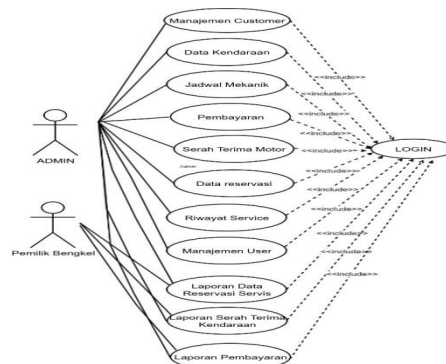 Manajemen Customer
Data Kendaraan
Jadwal Mekanik
<<include>>
<<include>>
Pembayaran
<<include>>
<<include>>
Serah Terima Motor
<<include>>
LOGIN
ADMIN
Admin
Data reservasi
<<include>>
Riwayat Service
<<include>>
Pemilik Bengkel
Manajemen User
<<include>>
<<include>>
Laporan Data
Reservasi Servis
<<include>>
Laporan Serah Terima
Kendaraan
<<include>>
Laporan Pembayaran